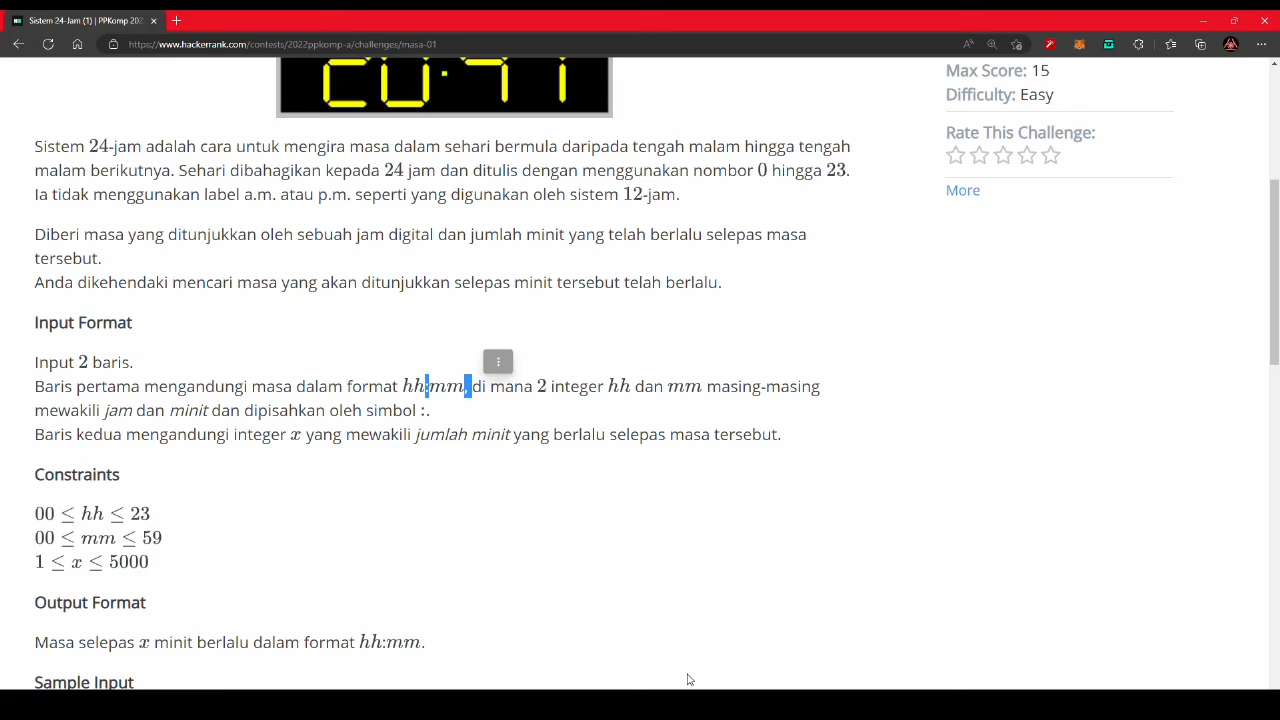 Sistem 24-Jam (1) | PPKomp 202
https://www.hackerrank.com/contests/2022ppkomp-a/challenges/masa-01
Max Score: 15
Difficulty: Easy
Rate This Challenge:
More
Sistem 24-jam adalah cara untuk mengira masa dalam sehari bermula daripada tengah malam hingga tengah
malam berikutnya. Sehari dibahagikan kepada 24 jam dan ditulis dengan menggunakan nombor 0 hingga 23.
Ia tidak menggunakan label a.m. atau p.m. seperti yang digunakan oleh sistem 12-jam.
Diberi masa yang ditunjukkan oleh sebuah jam digital dan jumlah minit yang telah berlalu selepas masa
tersebut.
Anda dikehendaki mencari masa yang akan ditunjukkan selepas minit tersebut telah berlalu.
Input Format
Input 2 baris.
Baris pertama mengandungi masa dalam format hh:mm, di mana 2 integer hh dan mm masing-masing
mewakili jam dan minit dan dipisahkan oleh simbol :.
Baris kedua mengandungi integer x yang mewakili jumlah minit yang berlalu selepas masa tersebut.
Constraints
00 ≤ hh ≤ 23
00 ≤ mm ≤ 59
1 ≤ x ≤ 5000
Output Format
Masa selepas x minit berlalu dalam format hh:mm.
Sample Input